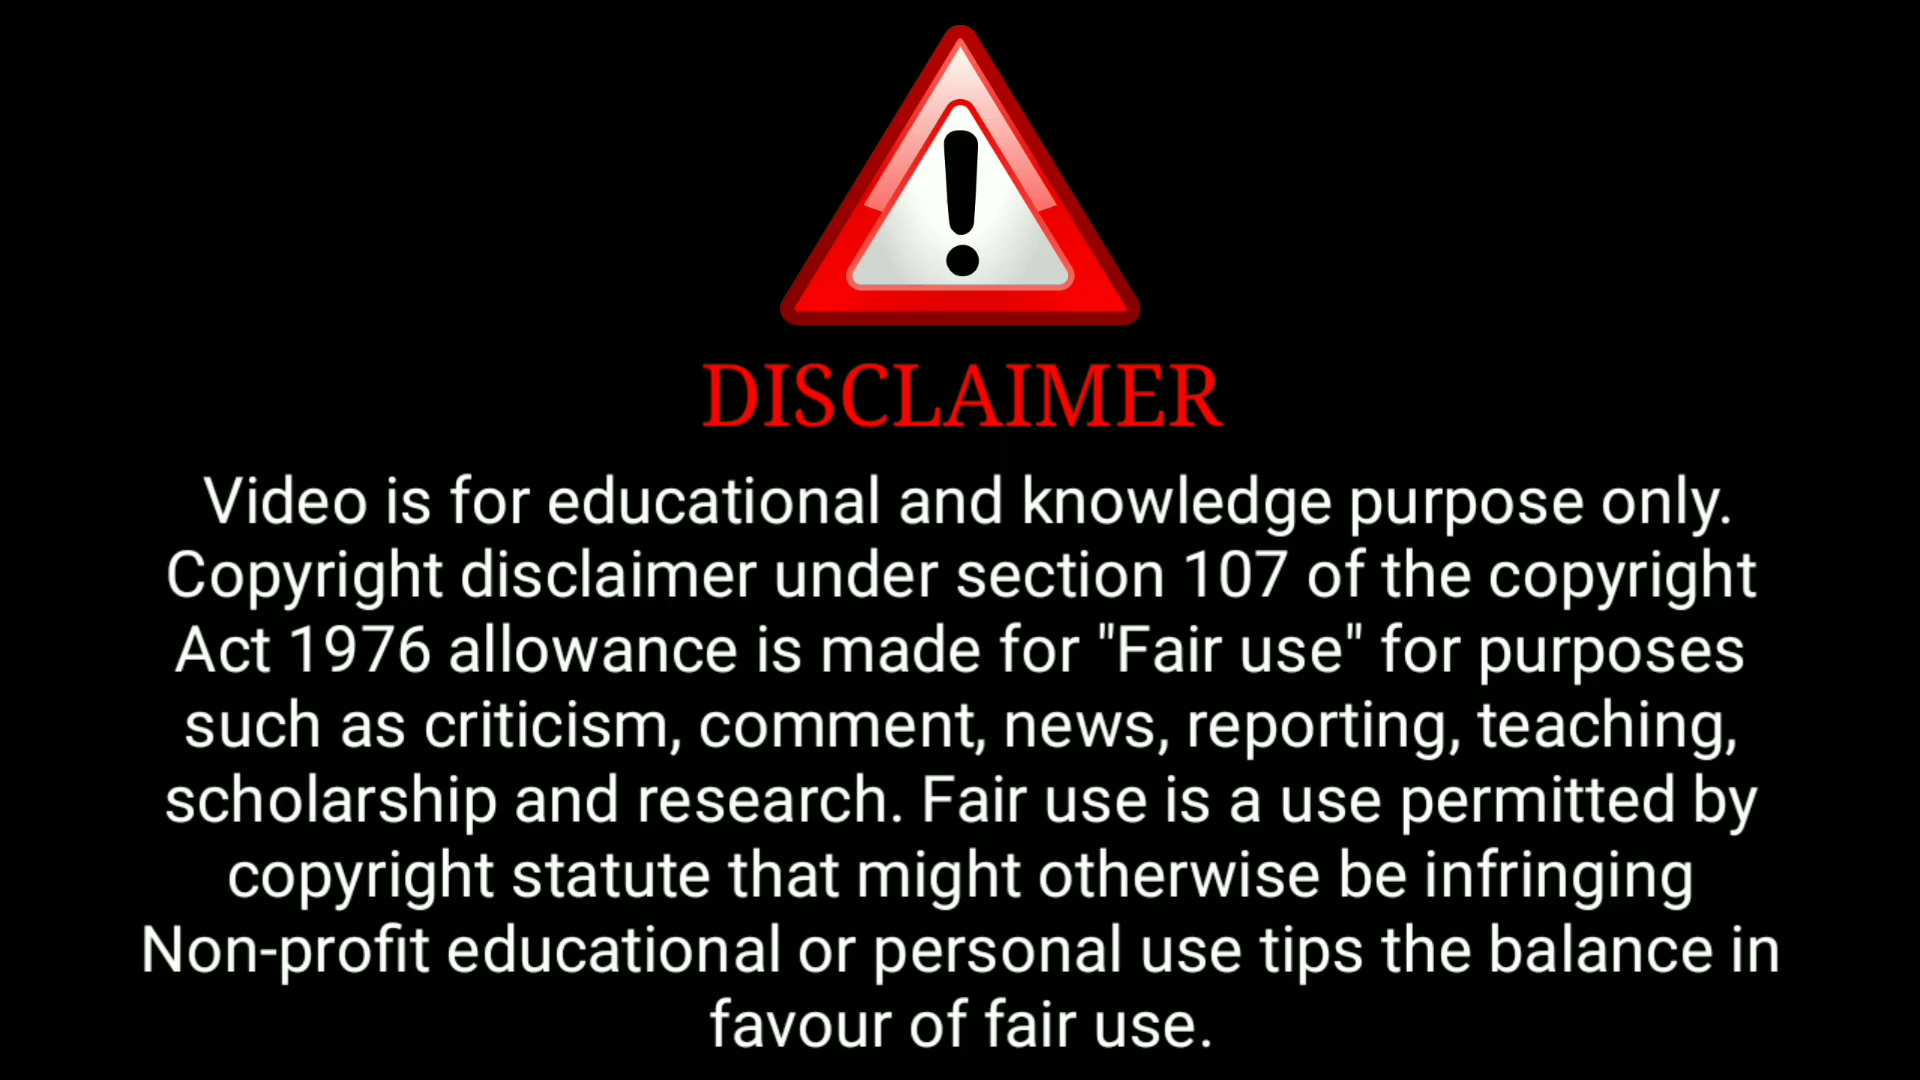 DISCLAIMER
Video is for educational and knowledge purpose only.
Copyright disclaimer under section 107 of the copyright
Act 1976 allowance is made for "Fair use" for purposes
such as criticism, comment, news, reporting, teaching,
scholarship and research. Fair use is a use permitted by
copyright statute that might otherwise be infringing
Non-profit educational or personal use tips the balance in
favour of fair use.